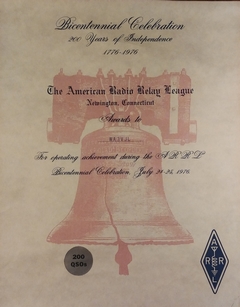 Bicentennial Celebration
200 Years of Independence
1776-1976
The American Radio Relay League
Newington, Connecticut
Awards to
For operating achievement during the A R R L
Bicentennial Celebration, July 24-25, 1976.
200
QSOs
A
R R
L